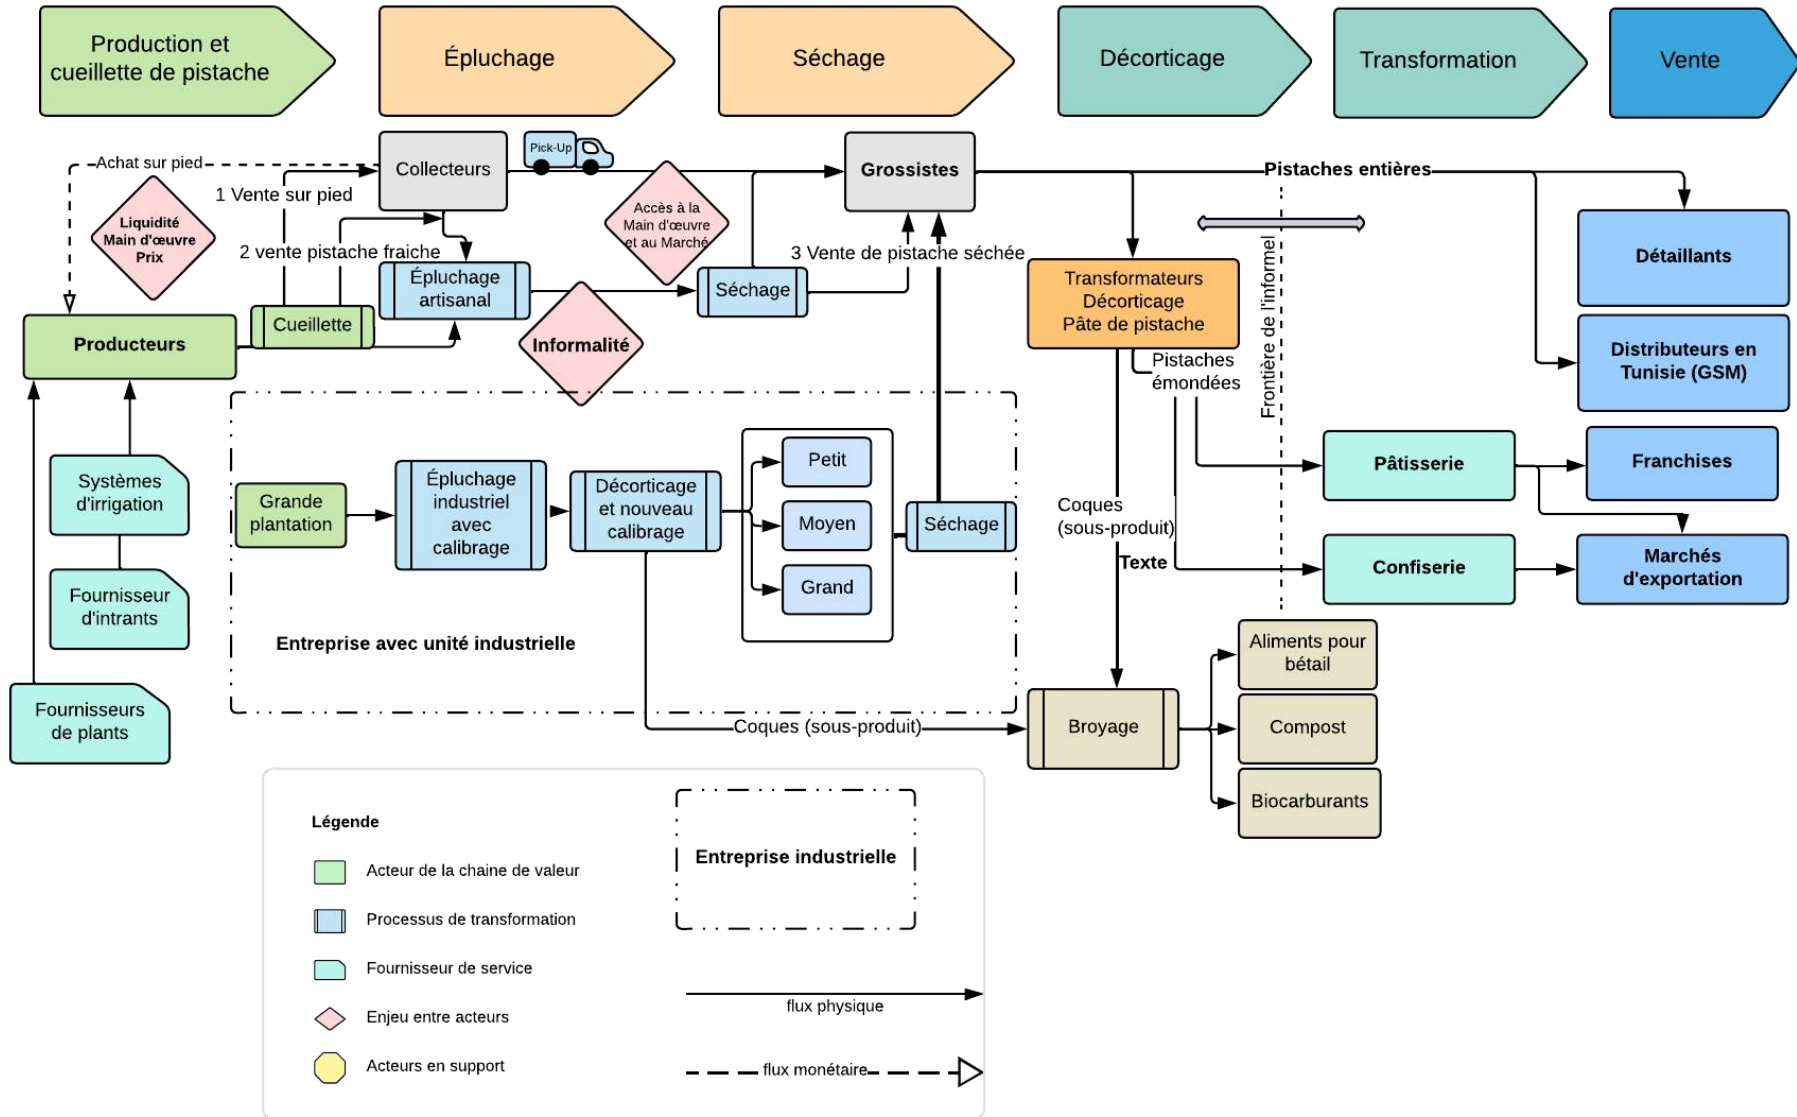 Production et
cueillette de pistache
Épluchage
Séchage
Décorticage
Transformation
Vente
Achat sur pied
Collecteurs
Pick-Up
Grossistes
Pistaches entières
1 Vente sur pied
Liquidité
Main d'œuvre
Prix
Accès à la
Main d'œuvre
et au Marché
2 vente pistache fraiche
3 Vente de pistache séchée
Détaillants
Épluchage
artisanal
Séchage
Transformateurs
Décorticage
Pâte de pistache
Frontière de l'informel
Cueillette
Producteurs
Informalité
Pistaches
émondées
Distributeurs en
Tunisie (GSM)
Systèmes
d'irrigation
Grande
plantation
Épluchage
industriel
avec
calibrage
Décorticage
et nouveau
calibrage
Petit
Moyen
Grand
Séchage
Coques
(sous-produit)
Texte
Pâtisserie
Franchises
Confiserie
Marchés
d'exportation
Fournisseur
d'intrants
Entreprise avec unité industrielle
Fournisseurs
de plants
Coques (sous-produit)
Broyage
Aliments pour
bétail
Compost
Biocarburants
Légende
Acteur de la chaine de valeur
Processus de transformation
Fournisseur de service
Enjeu entre acteurs
Acteurs en support
Entreprise industrielle
flux physique
flux monétaire